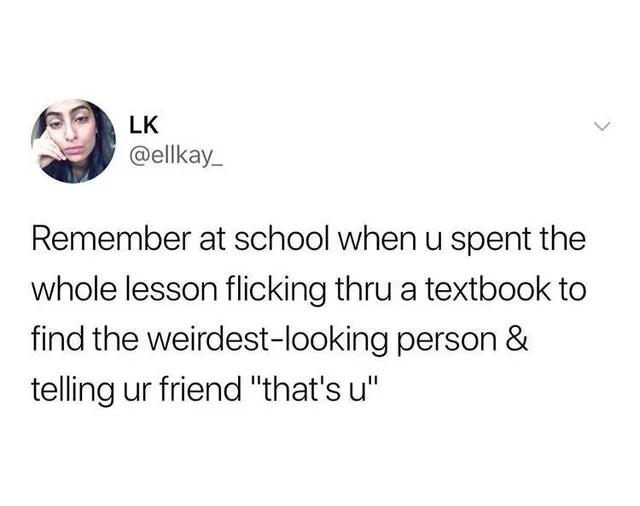 LK
@ellkay_
Remember at school when u spent the
whole lesson flicking thru a textbook to
find the weirdest-looking person &
telling ur friend "that's u"